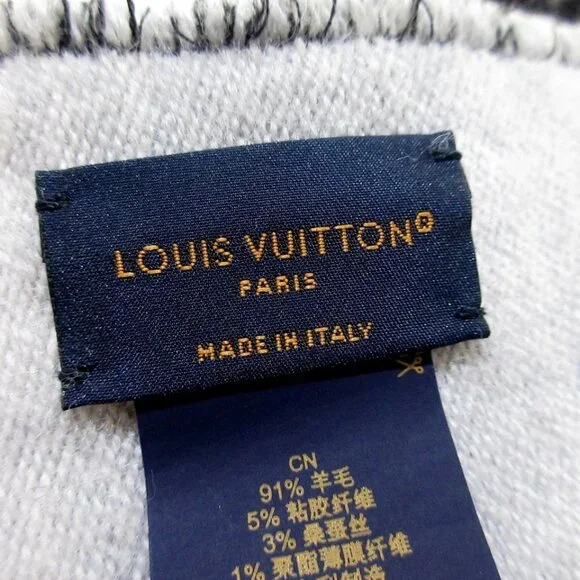 LOUIS VUITTON®
PARIS
MADE IN ITALY
CN
91% 羊毛
5% 粘胶纤维
3% 桑蚕丝
1% 聚酯薄膜纤维